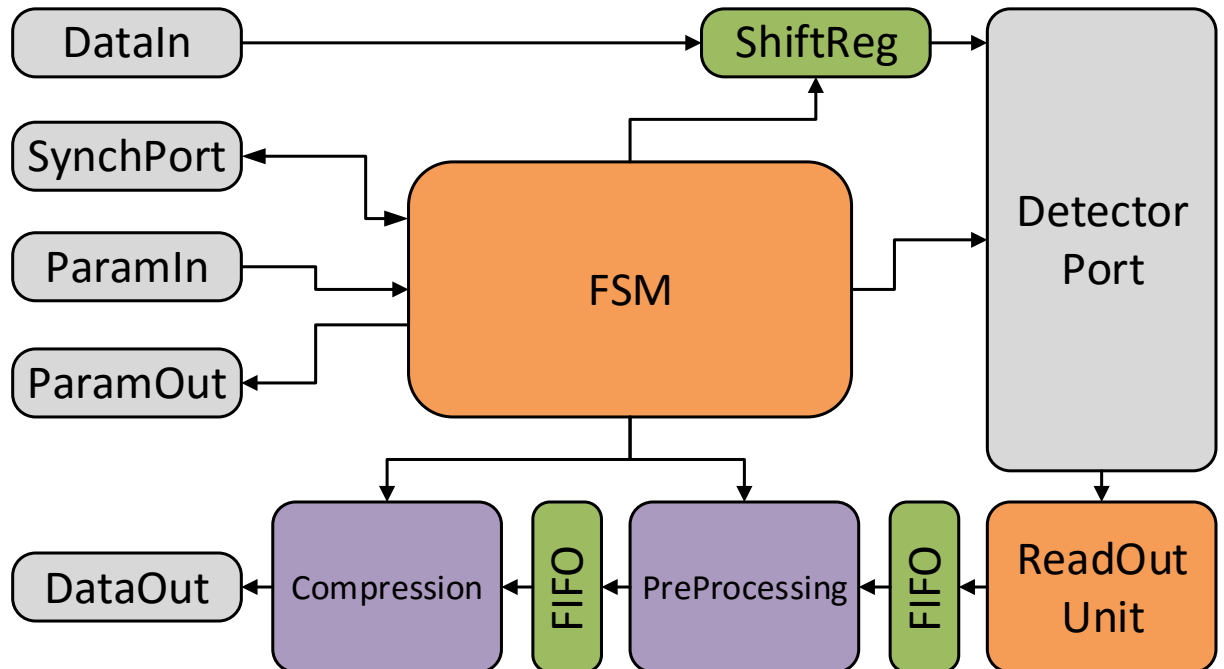 DataIn
ShiftReg
SynchPort
ParamIn
ParamOut
FSM
Detector
Port
DataOut
Compression
FIFO
PreProcessing
FIFO
ReadOut
Unit